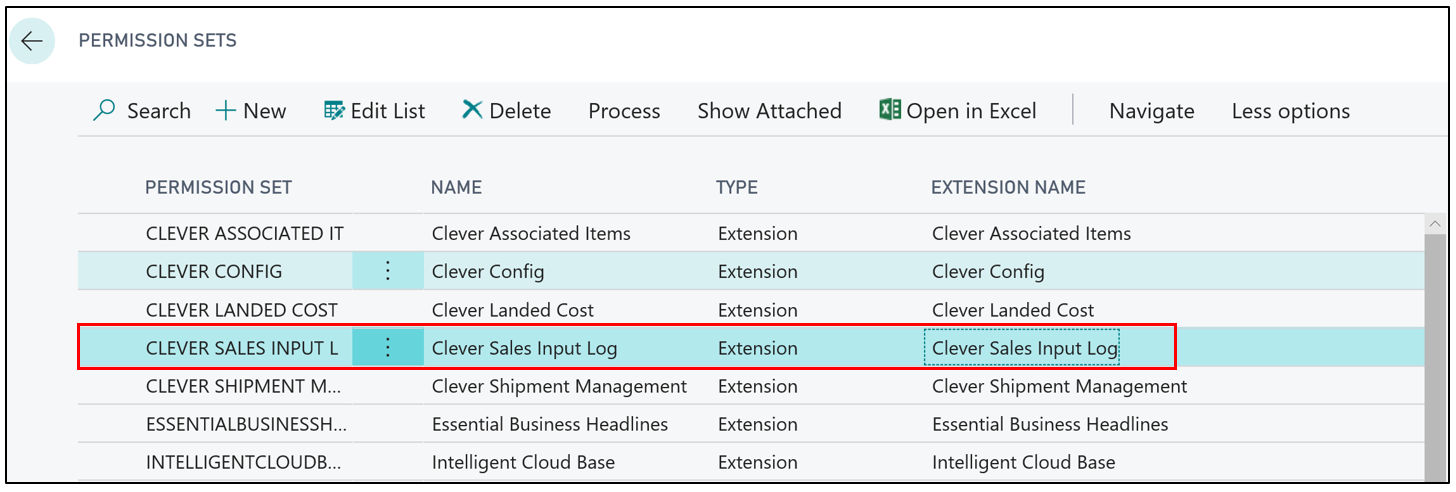 PERMISSION SETS
Search New Edit List Delete Process Show Attached Open in Excel Navigate Less options
PERMISSION SET NAME TYPE EXTENSION NAME
CLEVER ASSOCIATED IT Clever Associated Items Extension Clever Associated Items
CLEVER CONFIG Clever Config Extension Clever Config
CLEVER LANDED COST Clever Landed Cost Extension Clever Landed Cost
CLEVER SALES INPUT L Clever Sales Input Log Extension Clever Sales Input Log
CLEVER SHIPMENT M... Clever Shipment Management Extension Clever Shipment Management
ESSENTIALBUSINESSH... Essential Business Headlines Extension Essential Business Headlines
INTELLIGENTCLOUDB... Intelligent Cloud Base Extension Intelligent Cloud Base